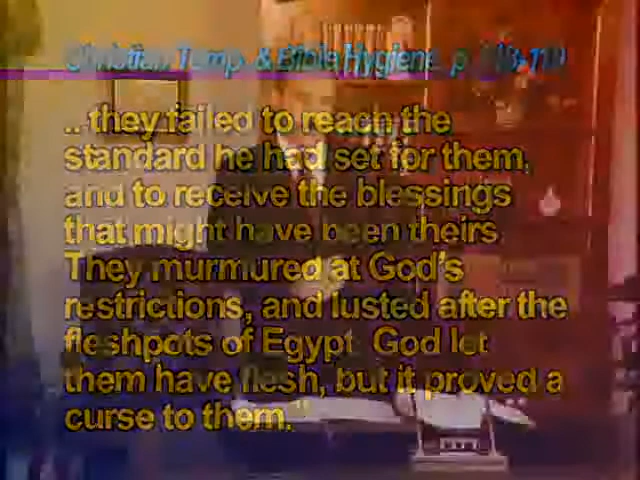 Christian Temp. & Bible Hygiene, p. 118-119
... they failed to reach the
standard he had set for them,
and to receive the blessings
that might have been theirs.
They murmured at God's
restrictions, and lusted after the
fleshpots of Egypt. God let
them have flesh, but it proved a
curse to them."